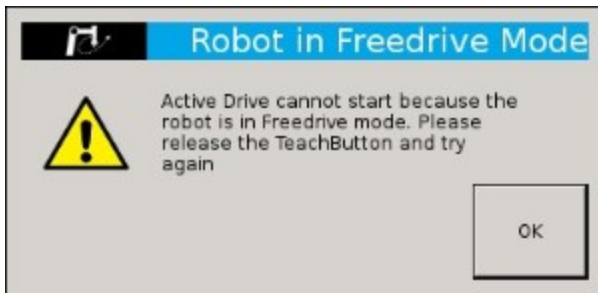 Robot in Freedrive Mode
Active Drive cannot start because the
robot is in Freedrive mode. Please
release the TeachButton and try
again
OK